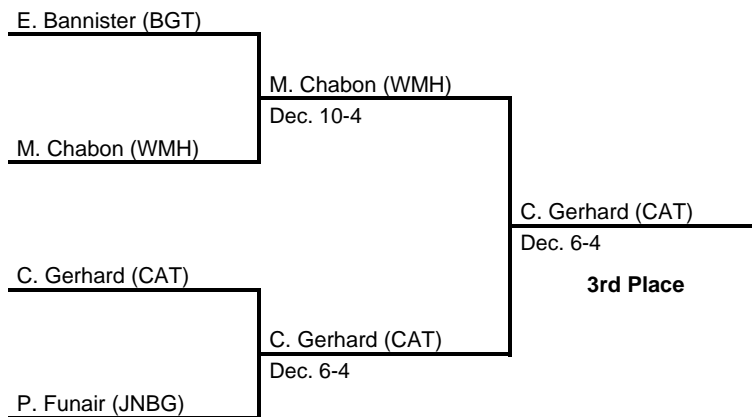 E. Bannister (BGT)
M. Chabon (WMH)
Dec. 10-4
M. Chabon (WMH)
C. Gerhard (CAT)
Dec. 6-4
3rd Place
C. Gerhard (CAT)
C. Gerhard (CAT)
Dec. 6-4
P. Funair (JNBG)